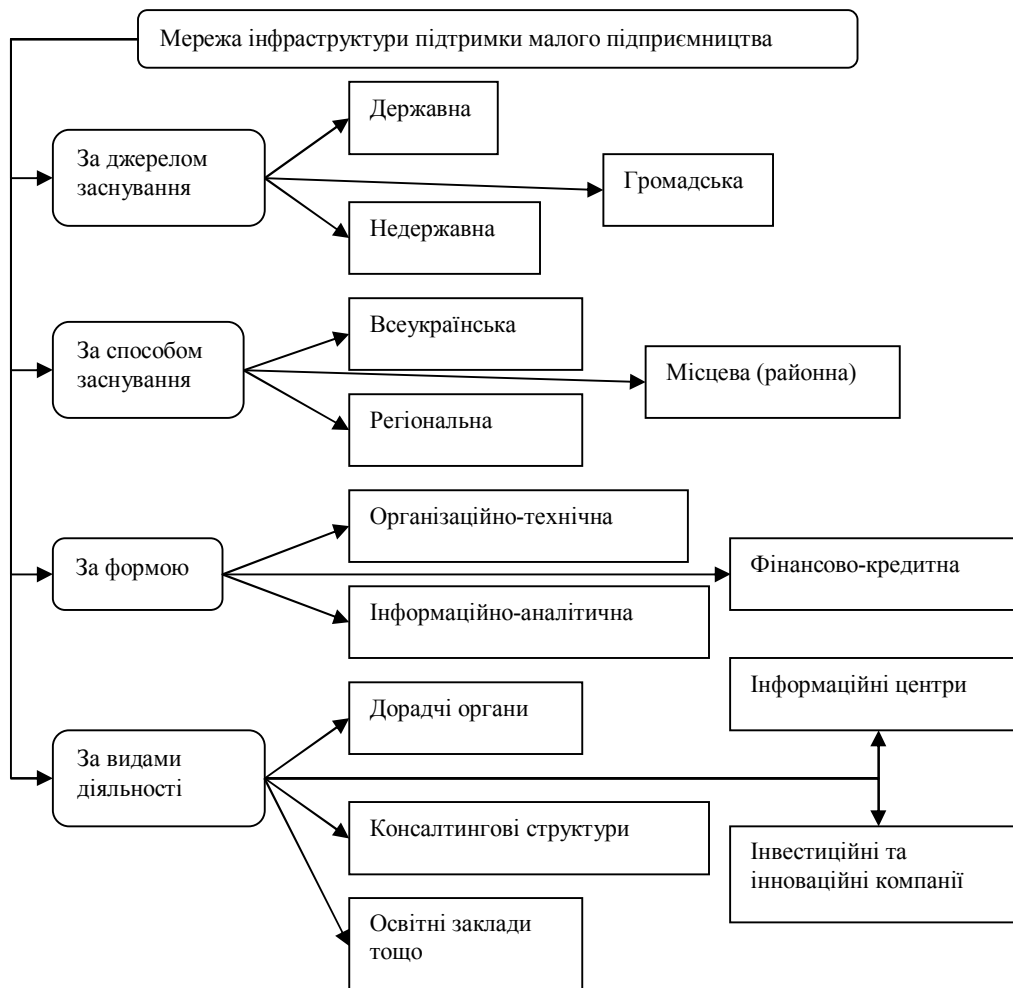 Мережа інфраструктури підтримки малого підприємництва
За джерелом
заснування
Державна
Громадська
Недержавна
За способом
заснування
Всеукраїнська
Місцева (районна)
Регіональна
За формою
Організаційно-технічна
Фінансово-кредитна
Інформаційно-аналітична
За видами
діяльності
Дорадчі органи
Інформаційні центри
Консалтингові структури
Інвестиційні та
інноваційні компанії
Освітні заклади
тощо